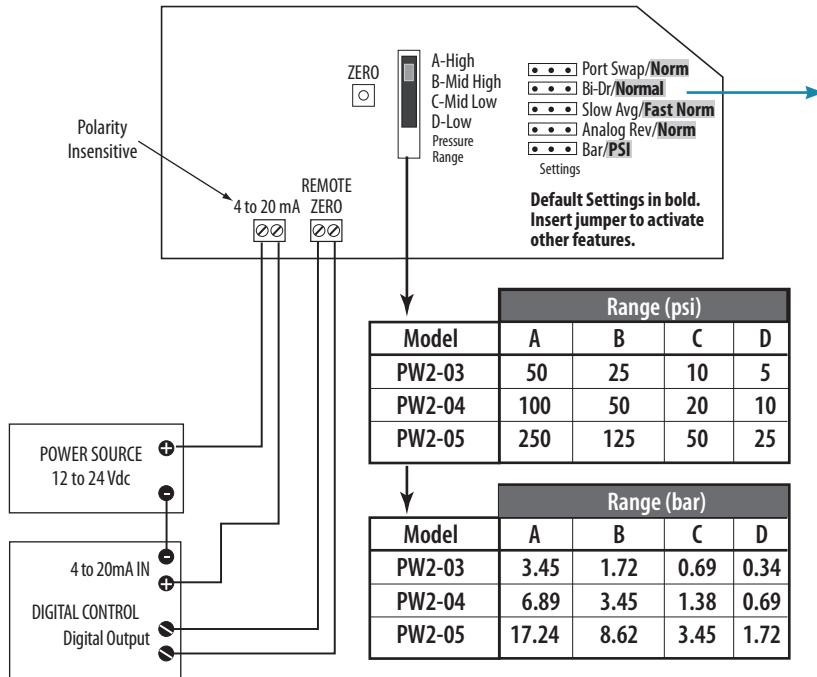 ZERO
A-High
B-Mid High
C-Mid Low
D-Low
Pressure
Range
Port Swap/Norm
Bi-Dr/Normal
Slow Avg/Fast Norm
Analog Rev/Norm
Bar/PSI
Settings
Default Settings in bold.
Insert jumper to activate
other features.
Polarity
Insensitive
4 to 20 mA
REMOTE
ZERO
Range (psi)
Model A B C D
PW2-03 50 25 10 5
PW2-04 100 50 20 10
PW2-05 250 125 50 25
Range (bar)
Model A B C D
PW2-03 3.45 1.72 0.69 0.34
PW2-04 6.89 3.45 1.38 0.69
PW2-05 17.24 8.62 3.45 1.72
POWER SOURCE +
12 to 24 Vdc
-
-
4 to 20mA IN
+
DIGITAL CONTROL
Digital Output